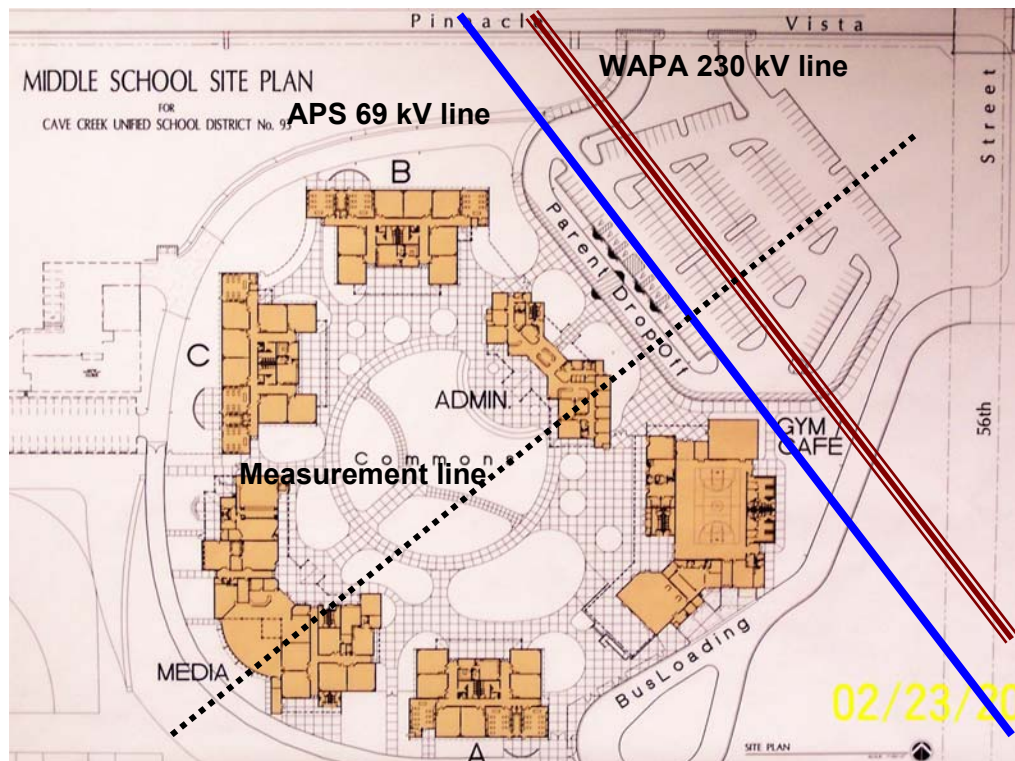 Pinnacle Vista
MIDDLE SCHOOL SITE PLAN
FOR
CAVE CREEK UNIFIED SCHOOL DISTRICT No. 93
WAPA 230 kV line
APS 69 kV line
Street
B
Parent Dropoff
C
ADMIN.
GYM
CAFE
56th
Commons
Measurement line
MEDIA
BusLoading
02/23/20
A
SITE PLAN